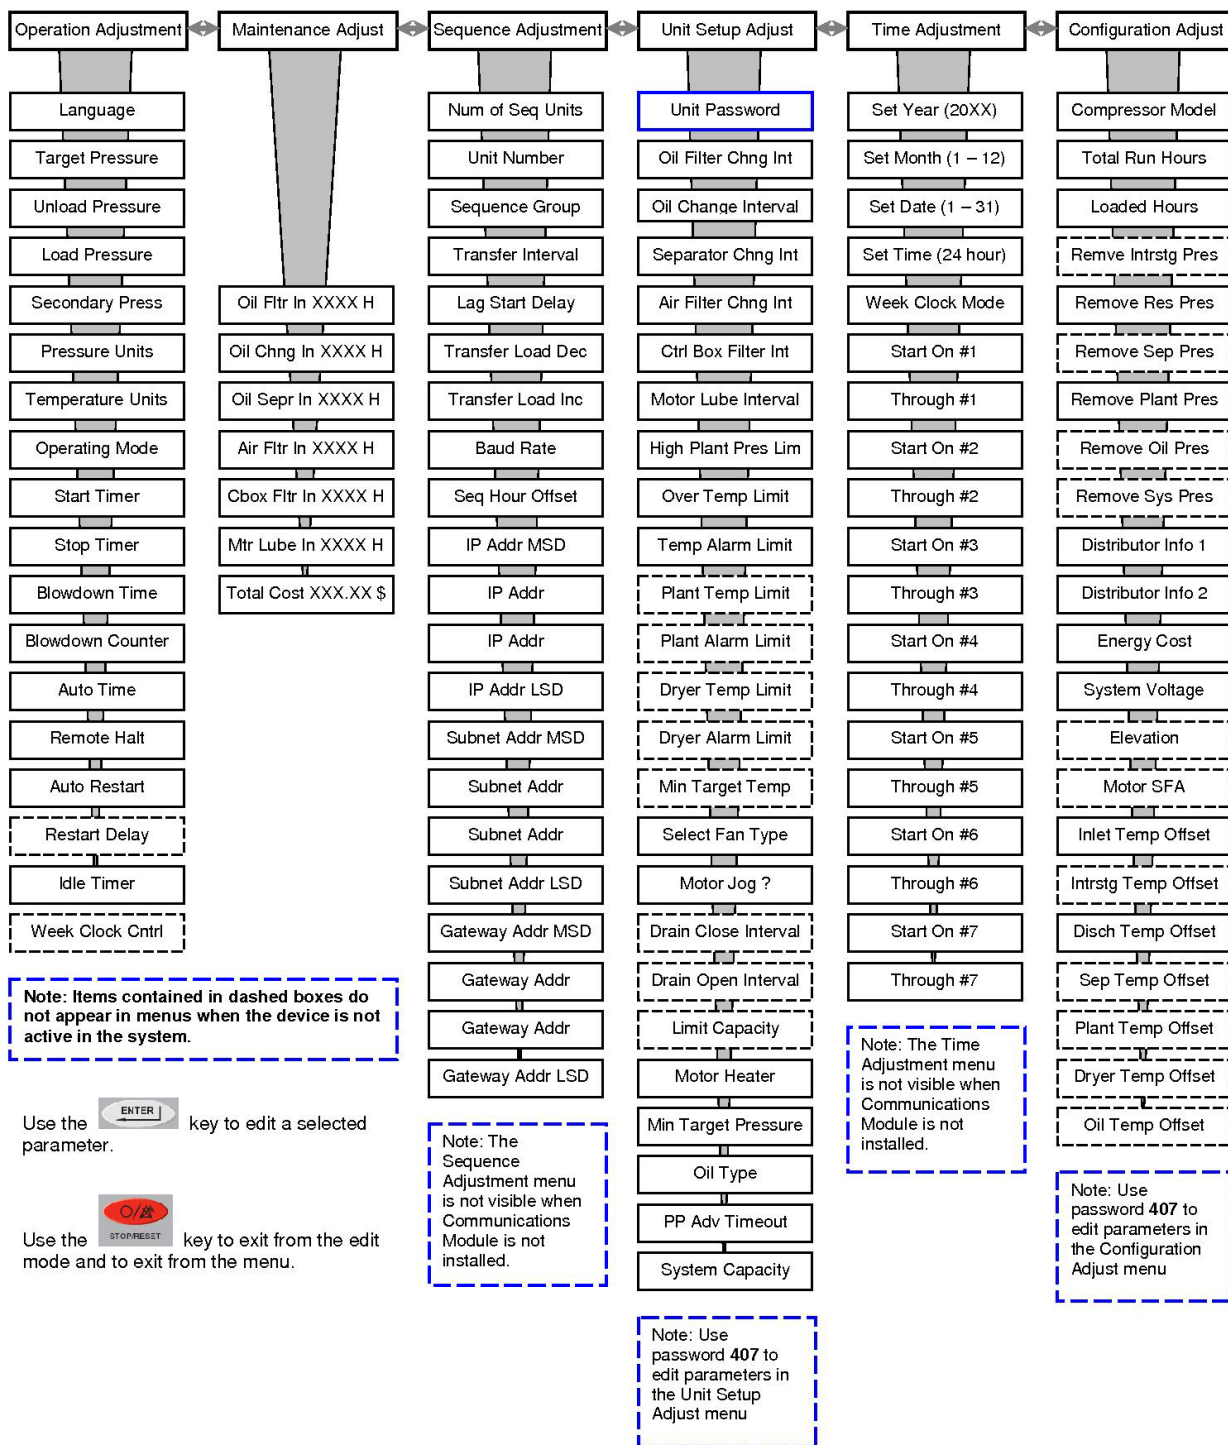 Operation Adjustment
Maintenance Adjust
Sequence Adjustment
Unit Setup Adjust
Time Adjustment
Configuration Adjust
Language
Target Pressure
Unload Pressure
Load Pressure
Secondary Press
Pressure Units
Temperature Units
Operating Mode
Start Timer
Stop Timer
Blowdown Time
Blowdown Counter
Auto Time
Remote Halt
Auto Restart
Restart Delay
Idle Timer
Week Clock Cntrl
Note: Items contained in dashed boxes do
not appear in menus when the device is not
active in the system.
Use the ENTER key to edit a selected
parameter.
Use the STOP/RESET key to exit from the edit
mode and to exit from the menu.
Oil Fltr In XXXX H
Oil Chng In XXXX H
Oil Sepr In XXXX H
Air Fltr In XXXX H
Cbox Fltr In XXXX H
Mtr Lube In XXXX H
Total Cost XXX.XX $
Num of Seq Units
Unit Number
Sequence Group
Transfer Interval
Lag Start Delay
Transfer Load Dec
Transfer Load Inc
Baud Rate
Seq Hour Offset
IP Addr MSD
IP Addr
IP Addr
IP Addr LSD
Subnet Addr MSD
Subnet Addr
Subnet Addr
Subnet Addr LSD
Gateway Addr MSD
Gateway Addr
Gateway Addr
Gateway Addr LSD
Note: The
Sequence
Adjustment menu
is not visible when
Communications
Module is not
installed.
Unit Password
Oil Filter Chng Int
Oil Change Interval
Separator Chng Int
Air Filter Chng Int
Ctrl Box Filter Int
Motor Lube Interval
High Plant Pres Lim
Over Temp Limit
Temp Alarm Limit
Plant Temp Limit
Plant Alarm Limit
Dryer Temp Limit
Dryer Alarm Limit
Min Target Temp
Select Fan Type
Motor Jog ?
Drain Close Interval
Drain Open Interval
Limit Capacity
Motor Heater
Min Target Pressure
Oil Type
PP Adv Timeout
System Capacity
Note: Use
password 407 to
edit parameters in
the Unit Setup
Adjust menu
Set Year (20XX)
Set Month (1 – 12)
Set Date (1 – 31)
Set Time (24 hour)
Week Clock Mode
Start On #1
Through #1
Start On #2
Through #2
Start On #3
Through #3
Start On #4
Through #4
Start On #5
Through #5
Start On #6
Through #6
Start On #7
Through #7
Note: The Time
Adjustment menu
is not visible when
Communications
Module is not
installed.
Compressor Model
Total Run Hours
Loaded Hours
Remve Intrstg Pres
Remove Res Pres
Remove Sep Pres
Remove Plant Pres
Remove Oil Pres
Remove Sys Pres
Distributor Info 1
Distributor Info 2
Energy Cost
System Voltage
Elevation
Motor SFA
Inlet Temp Offset
Intrstg Temp Offset
Disch Temp Offset
Sep Temp Offset
Plant Temp Offset
Dryer Temp Offset
Oil Temp Offset
Note: Use
password 407 to
edit parameters in
the Configuration
Adjust menu